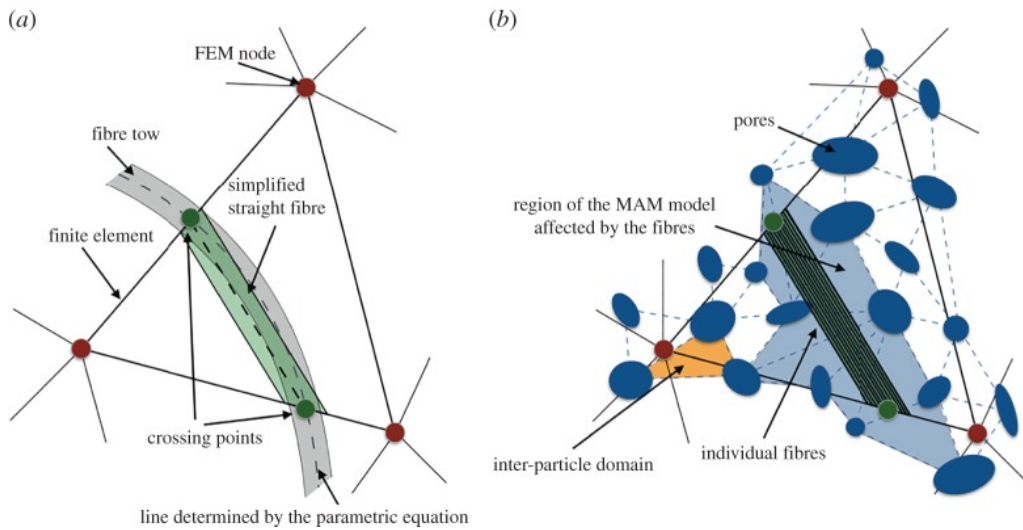 (a)
FEM node
fibre tow
simplified
straight fibre
finite element
crossing points
line determined by the parametric equation
(b)
pores
region of the MAM model
affected by the fibres
inter-particle domain
individual fibres